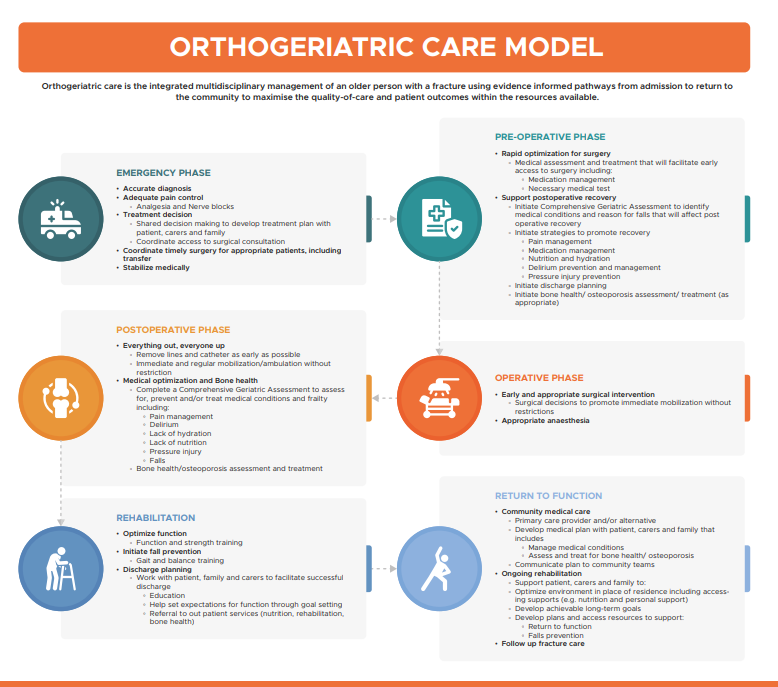 ORTHOGERIATRIC CARE MODEL
Orthogeriatric care is the integrated multidisciplinary management of an older person with a fracture using evidence informed pathways from admission to return to
the community to maximise the quality-of-care and patient outcomes within the resources available.
EMERGENCY PHASE
• Accurate diagnosis
• Adequate pain control
◦ Analgesia and Nerve blocks
• Treatment decision
◦ Shared decision making to develop treatment plan with
patient, carers and family
◦ Coordinate access to surgical consultation
• Coordinate timely surgery for appropriate patients, including
transfer
• Stabilize medically
PRE-OPERATIVE PHASE
• Rapid optimization for surgery
◦ Medical assessment and treatment that will facilitate early
access to surgery including:
◦ Medication management
◦ Necessary medical test
• Support postoperative recovery
◦ Initiate Comprehensive Geriatric Assessment to identify
medical conditions and reason for falls that will affect post
operative recovery
◦ Initiate strategies to promote recovery
◦ Pain management
◦ Medication management
◦ Nutrition and hydration
◦ Delirium prevention and management
◦ Pressure injury prevention
◦ Initiate discharge planning
◦ Initiate bone health/ osteoporosis assessment/ treatment (as
appropriate)
OPERATIVE PHASE
• Early and appropriate surgical intervention
◦ Surgical decisions to promote immediate mobilization without
restrictions
• Appropriate anaesthesia
POSTOPERATIVE PHASE
• Everything out, everyone up
◦ Remove lines and catheter as early as possible
◦ Immediate and regular mobilization/ambulation without
restriction
• Medical optimization and Bone health
◦ Complete a Comprehensive Geriatric Assessment to assess
for, prevent and/or treat medical conditions and frailty
including:
◦ Pain management
◦ Delirium
◦ Lack of hydration
◦ Lack of nutrition
◦ Pressure injury
◦ Falls
◦ Bone health/osteoporosis assessment and treatment
REHABILITATION
• Optimize function
◦ Function and strength training
• Initiate fall prevention
◦ Gait and balance training
• Discharge planning
◦ Work with patient, family and carers to facilitate successful
discharge
◦ Education
◦ Help set expectations for function through goal setting
◦ Referral to out patient services (nutrition, rehabilitation,
bone health)
RETURN TO FUNCTION
• Community medical care
◦ Primary care provider and/or alternative
◦ Develop medical plan with patient, carers and family that
includes
◦ Manage medical conditions
◦ Assess and treat for bone health/ osteoporosis
◦ Communicate plan to community teams
• Ongoing rehabilitation
◦ Support patient, carers and family to:
◦ Optimize environment in place of residence including access-
ing supports (e.g. nutrition and personal support)
◦ Develop achievable long-term goals
◦ Develop plans and access resources to support:
◦ Return to function
◦ Falls prevention
• Follow up fracture care